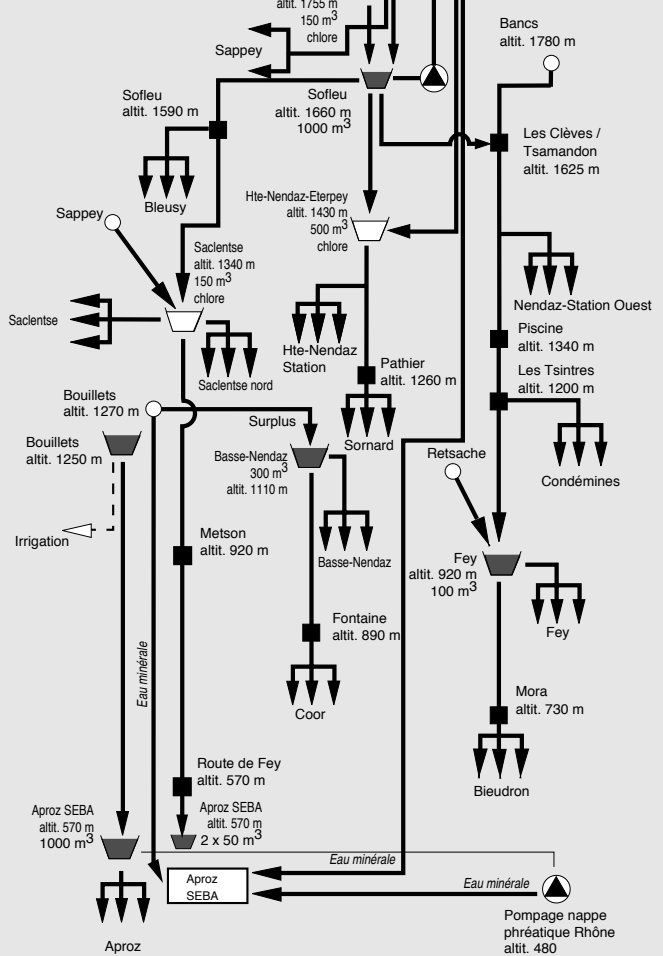 altit. 1755 m
150 m3
chlore
Sappey
Bancs
altit. 1780 m
Sofleu
altit. 1590 m
Sofleu
altit. 1660 m
1000 m3
Les Clèves /
Tsamandon
altit. 1625 m
Bleusy
Hte-Nendaz-Eterpey
altit. 1430 m
500 m3
chlore
Sappey
Saclentse
altit. 1340 m
150 m3
chlore
Nendaz-Station Ouest
Saclentse
Saclentse nord
Hte-Nendaz
Station
Piscine
altit. 1340 m
Pathier
altit. 1260 m
Les Tsintres
altit. 1200 m
Bouillets
altit. 1270 m
Surplus
Sornard
Bouillets
altit. 1250 m
Basse-Nendaz
300 m3
altit. 1110 m
Retsache
Condémines
Irrigation
Metson
altit. 920 m
Basse-Nendaz
Fey
altit. 920 m
100 m3
Fey
Fontaine
altit. 890 m
Eau minérale
Coor
Mora
altit. 730 m
Route de Fey
altit. 570 m
Bieudron
Aproz SEBA
altit. 570 m
1000 m3
Aproz SEBA
altit. 570 m
2 x 50 m3
Eau minérale
Aproz
SEBA
Eau minérale
Aproz
Pompage nappe
phréatique Rhône
altit. 480